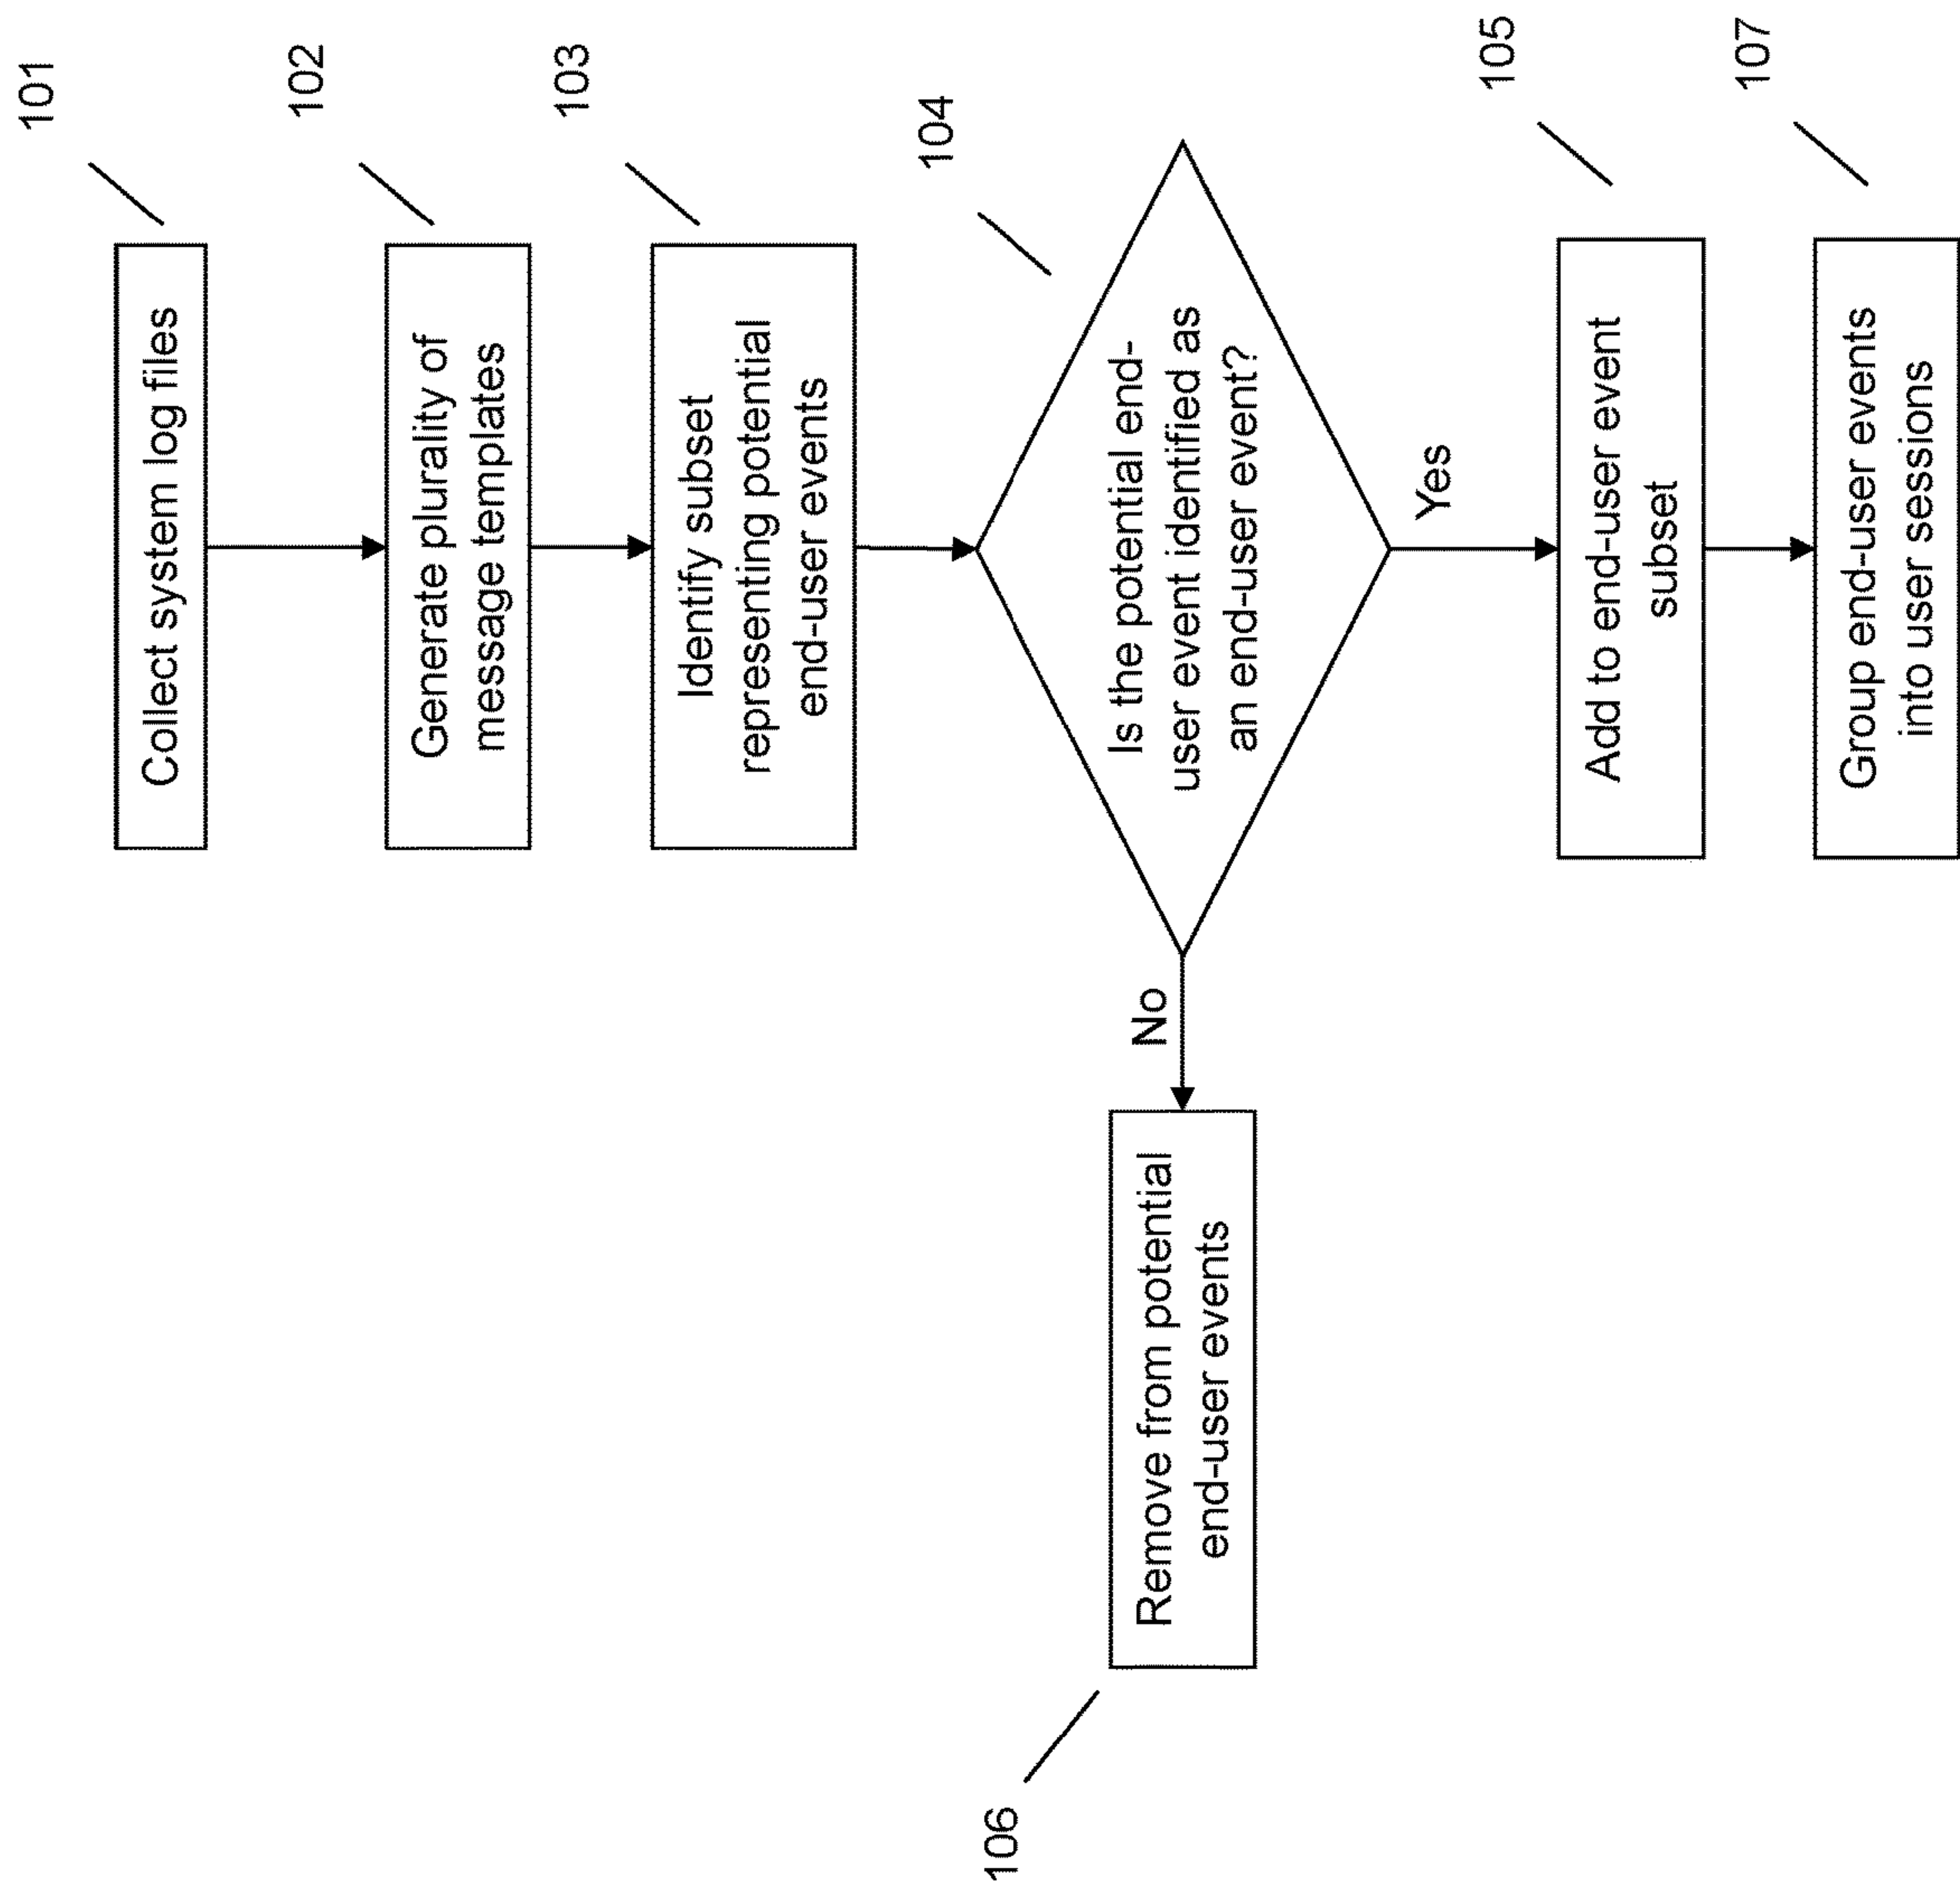 101
Collect system log files
102
Generate plurality of
message templates
103
Identify subset
representing potential
end-user events
104
Is the potential end-
user event identified as
an end-user event?
No
Remove from potential
end-user events
106
Yes
105
Add to end-user event
subset
107
Group end-user events
into user sessions